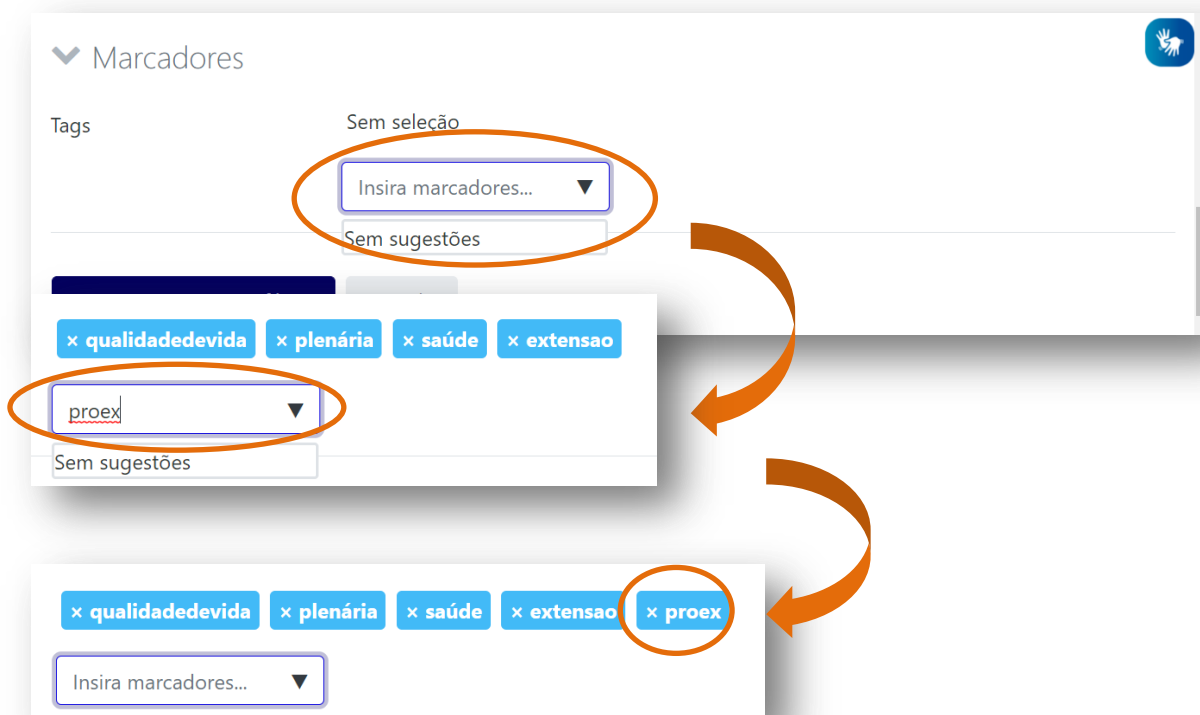 Marcadores
Tags
Sem seleção
Insira marcadores...
Sem sugestões
× qualidadedevida × plenária × saúde × extensao
proex
Sem sugestões
× qualidadedevida × plenária × saúde × extensao × proex
Insira marcadores...